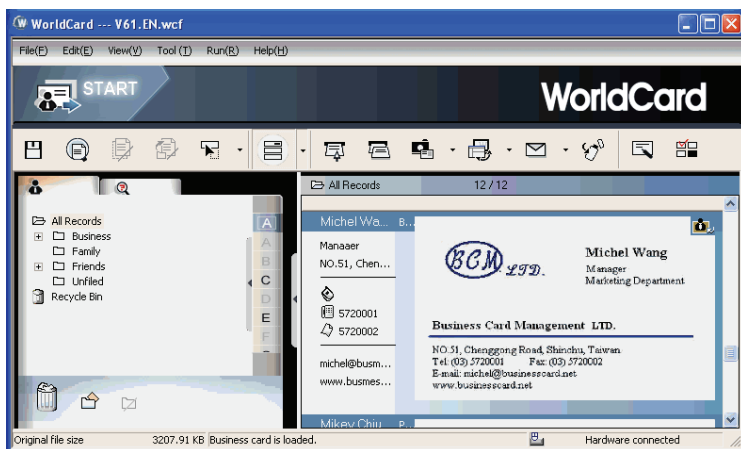 WorldCard --- V61.EN.wcf
File(F) Edit(E) View(V) Tool (T) Run(R) Help(H)
START
WorldCard
All Records 12 / 12
All Records
Business
Family
Friends
Unfiled
Recycle Bin
A
A
B
C
D
E
F
Michel Wa... B...
Manager
NO.51, Chen...
5720001
5720002
michel@busm...
www.busmes...
BCM LTD.
Michel Wang
Manager
Marketing Department
Business Card Management LTD.
NO.51, Chenggong Road, Shinchu, Taiwan
Tel: (03) 5720001 Fax: (03) 5720002
E-mail: michel@businesscard.net
www.businesscard.net
Mikey Chiu P...
Original file size 3207.91 KB Business card is loaded. Hardware connected